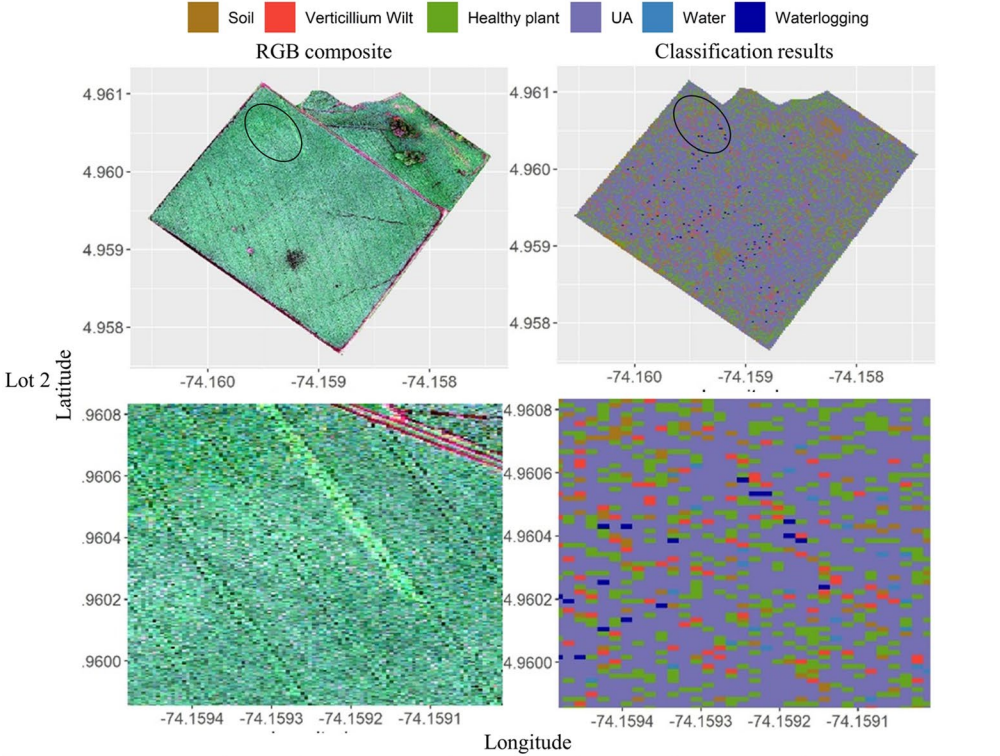 Soil Verticillium Wilt Healthy plant UA Water Waterlogging
RGB composite Classification results
4.961
4.960
4.959
4.958
-74.160 -74.159 -74.158
4.961
4.960
4.959
4.958
-74.160 -74.159 -74.158
Lot 2
Latitude
.9608
.9606
.9604
.9602
.9600
-74.1594 -74.1593 -74.1592 -74.1591
4.9608
4.9606
4.9604
4.9602
4.9600
-74.1594 -74.1593 -74.1592 -74.1591
Longitude